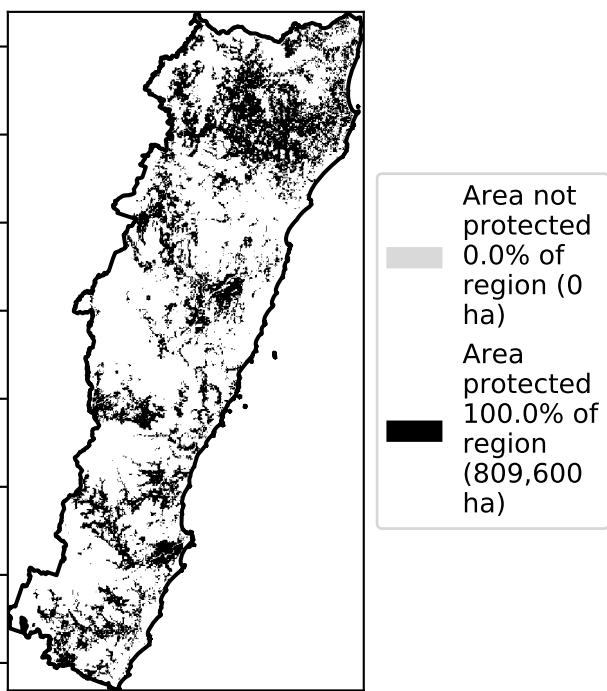 Area not
protected
0.0% of
region (0
ha)
Area
protected
100.0% of
region
(809,600
ha)